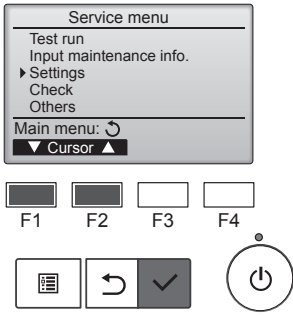 Service menu
Test run
Input maintenance info.
Settings
Check
Others
Main menu:
Cursor
F1 F2 F3 F4